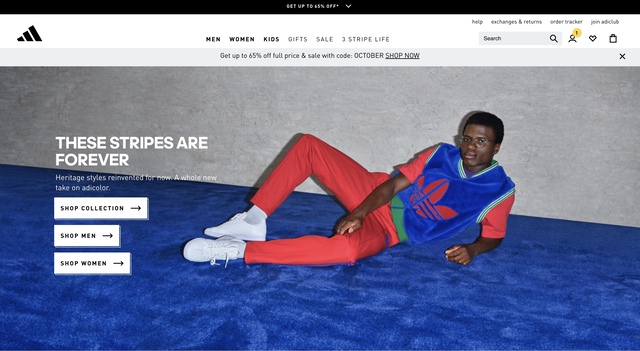 GET UP TO 65% OFF*
help exchanges & returns order tracker join adiclub
1
MEN WOMEN KIDS GIFTS SALE 3 STRIPE LIFE
Search
Get up to 65% off full price & sale with code: OCTOBER SHOP NOW
THESE STRIPES ARE
FOREVER
Heritage styles reinvented for now. A whole new
take on adicolor.
SHOP COLLECTION
SHOP MEN
SHOP WOMEN